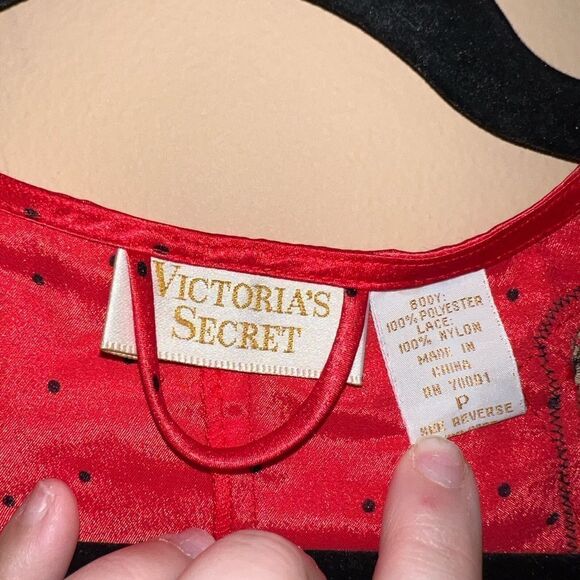 VICTORIA'S
SECRET
BODY:
100% POLYESTER
LACE:
100% NYLON
MADE IN
CHINA
RN 70091
P
SEE REVERSE